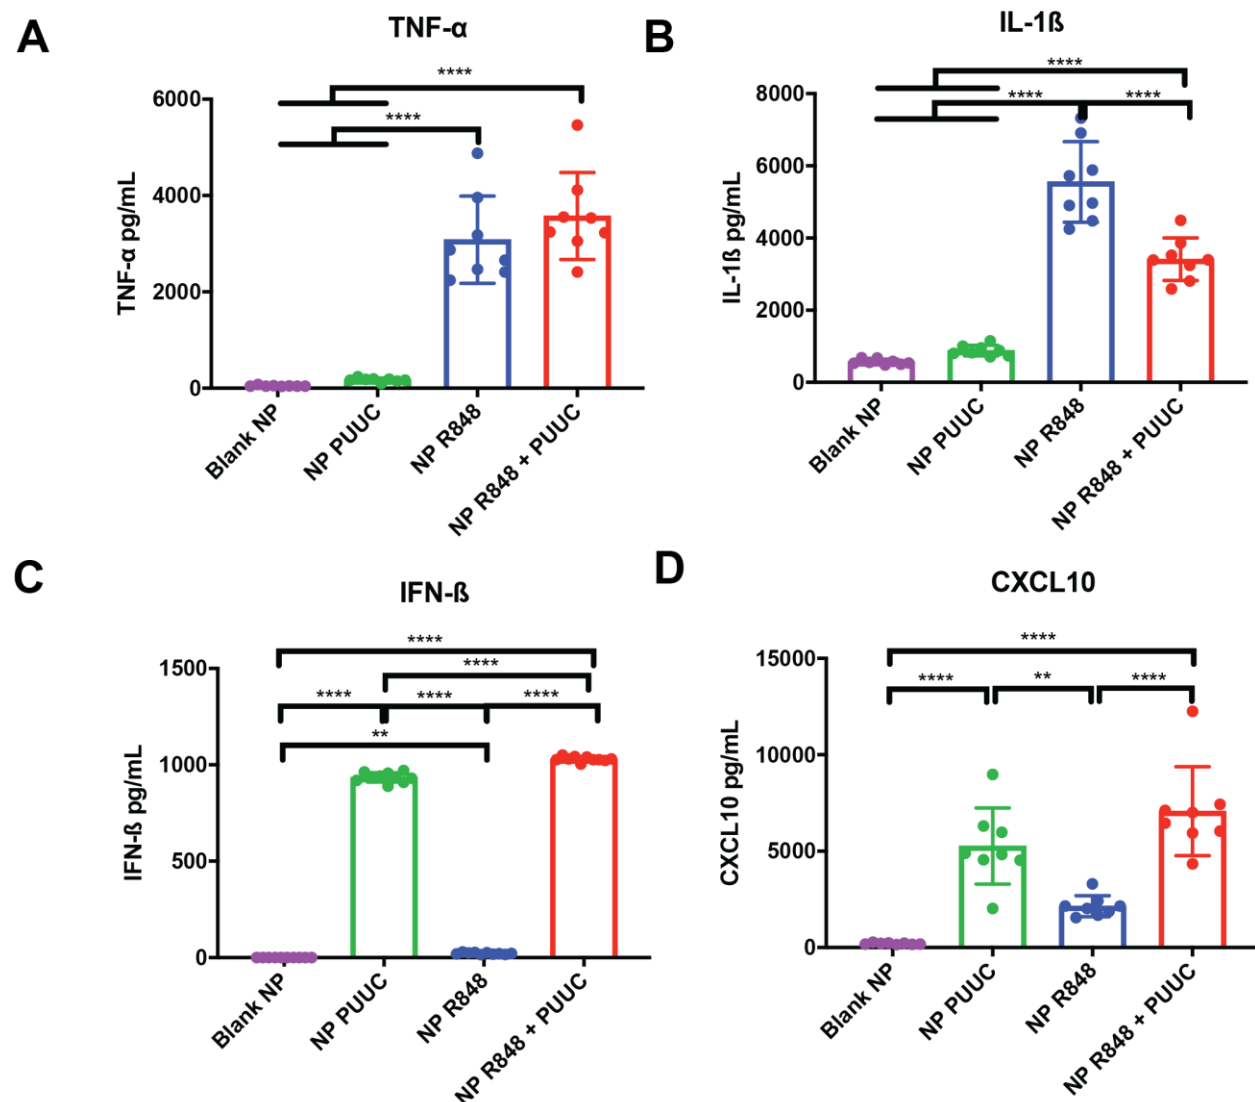 A
TNF-α
****
****
TNF-α pg/mL
6000
4000
2000
0
Blank NP
NP PUUC
NP R848
NP R848 + PUUC
B
IL-1ß
****
**** ****
IL-1ß pg/mL
8000
6000
4000
2000
0
Blank NP
NP PUUC
NP R848
NP R848 + PUUC
C
IFN-ß
****
****
**** **** ****
**
IFN-ß pg/mL
1500
1000
500
0
Blank NP
NP PUUC
NP R848
NP R848 + PUUC
D
CXCL10
****
**** ** ****
CXCL10 pg/mL
15000
10000
5000
0
Blank NP
NP PUUC
NP R848
NP R848 + PUUC